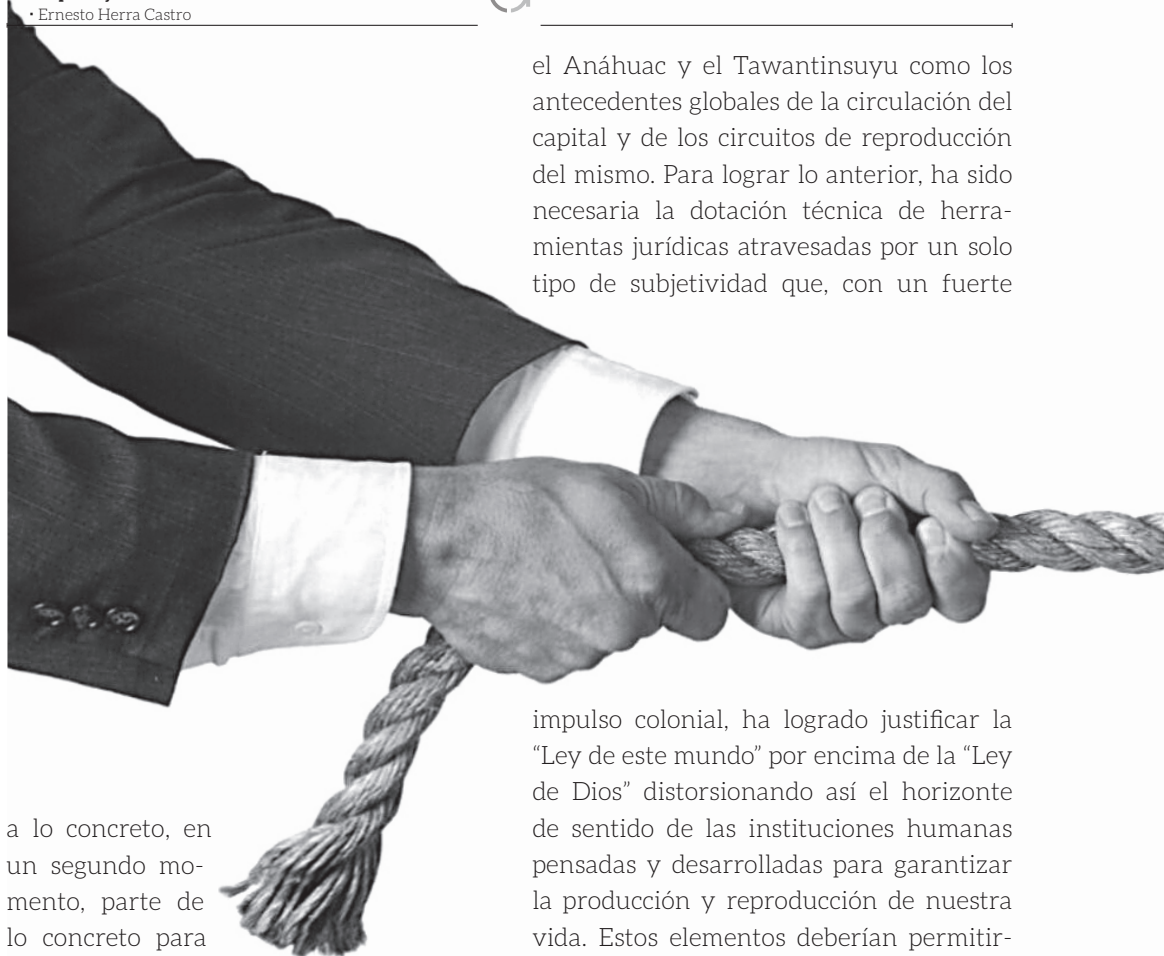 • Ernesto Herra Castro
a lo concreto, en
un segundo mo-
mento, parte de
lo concreto para
el Anáhuac y el Tawantinsuyu como los
antecedentes globales de la circulación del
capital y de los circuitos de reproducción
del mismo. Para lograr lo anterior, ha sido
necesaria la dotación técnica de herra-
mientas jurídicas atravesadas por un solo
tipo de subjetividad que, con un fuerte
impulso colonial, ha logrado justificar la
“Ley de este mundo” por encima de la “Ley
de Dios” distorsionando así el horizonte
de sentido de las instituciones humanas
pensadas y desarrolladas para garantizar
la producción y reproducción de nuestra
vida. Estos elementos deberían permitir-